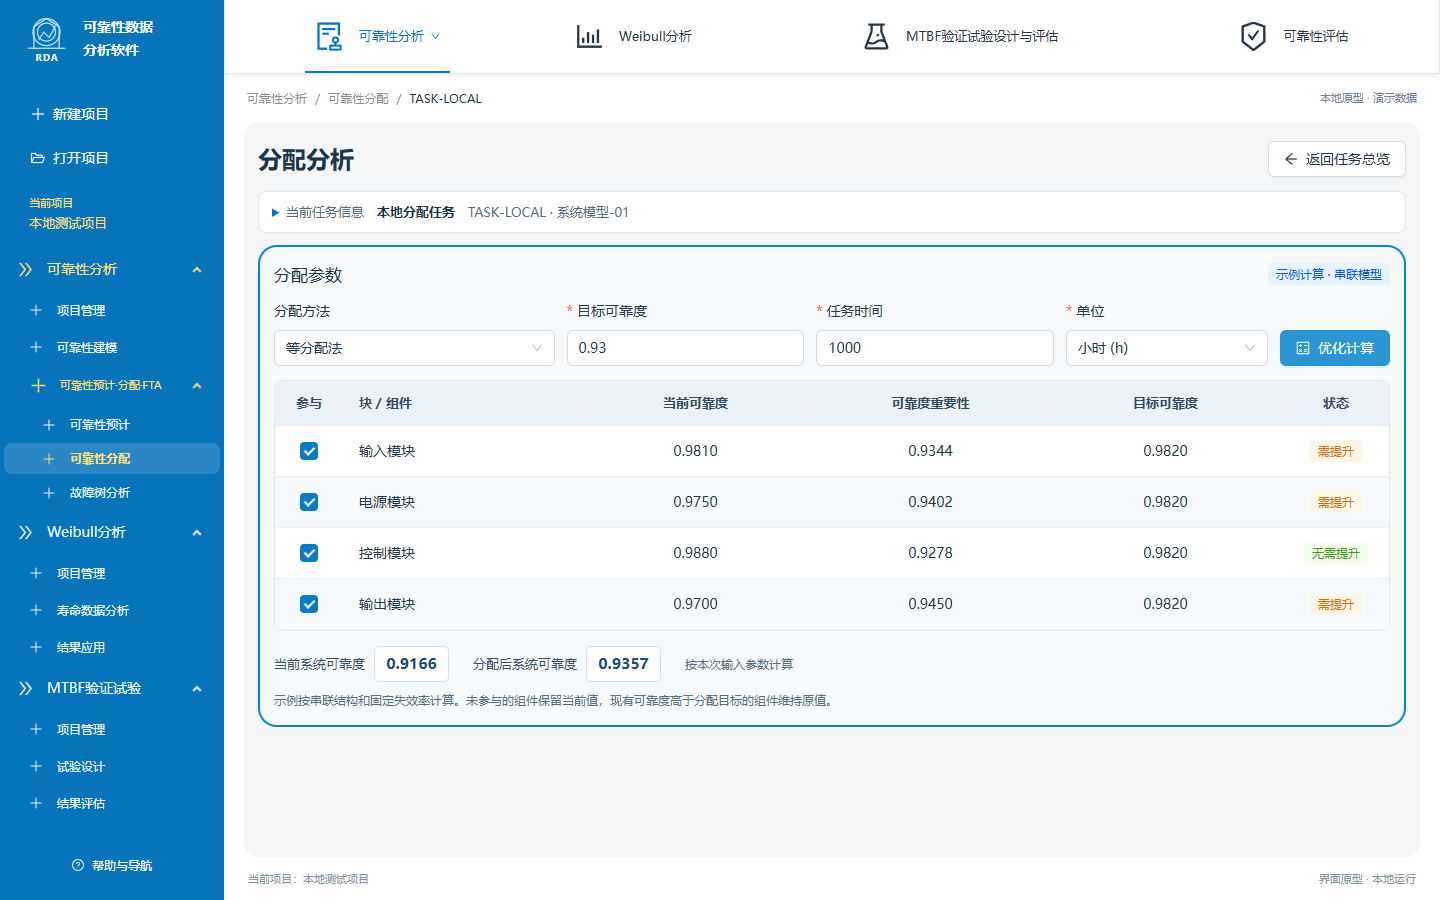 可靠性数据
分析软件
RDA
新建项目
打开项目
当前项目
本地测试项目
可靠性分析
项目管理
可靠性建模
可靠性预计·分配·FTA
可靠性预计
可靠性分配
故障树分析
Weibull分析
项目管理
寿命数据分析
结果应用
MTBF验证试验
项目管理
试验设计
结果评估
帮助与导航
可靠性分析
Weibull分析
MTBF验证试验设计与评估
可靠性评估
可靠性分析 / 可靠性分配 / TASK-LOCAL
本地原型 · 演示数据
分配分析
返回任务总览
当前任务信息 本地分配任务 TASK-LOCAL · 系统模型-01
分配参数
示例计算 · 串联模型
分配方法 * 目标可靠度 * 任务时间 * 单位
等分配法 0.93 1000 小时 (h) 优化计算
参与 块 / 组件 当前可靠度 可靠度重要性 目标可靠度 状态
输入模块 0.9810 0.9344 0.9820 需提升
电源模块 0.9750 0.9402 0.9820 需提升
控制模块 0.9880 0.9278 0.9820 无需提升
输出模块 0.9700 0.9450 0.9820 需提升
当前系统可靠度 0.9166 分配后系统可靠度 0.9357 按本次输入参数计算
示例按串联结构和固定失效率计算。未参与的组件保留当前值，现有可靠度高于分配目标的组件维持原值。
当前项目：本地测试项目
界面原型 · 本地运行